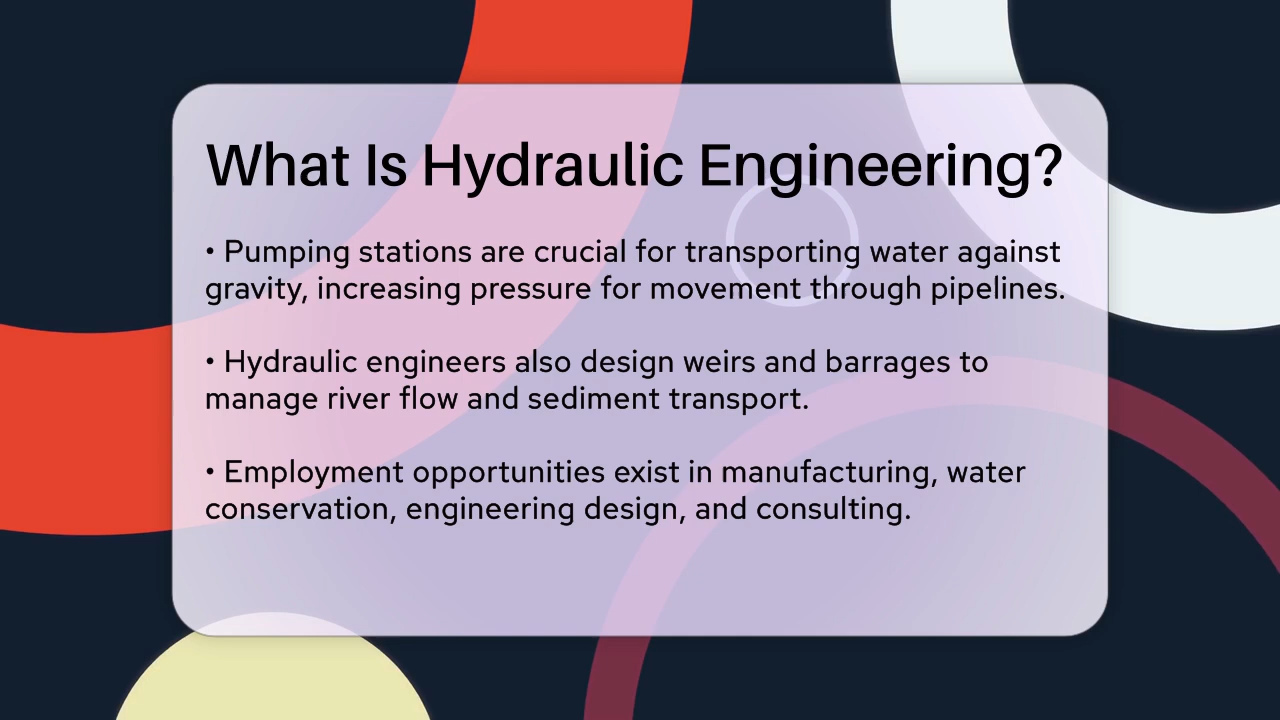 What Is Hydraulic Engineering?
• Pumping stations are crucial for transporting water against
gravity, increasing pressure for movement through pipelines.
• Hydraulic engineers also design weirs and barrages to
manage river flow and sediment transport.
• Employment opportunities exist in manufacturing, water
conservation, engineering design, and consulting.